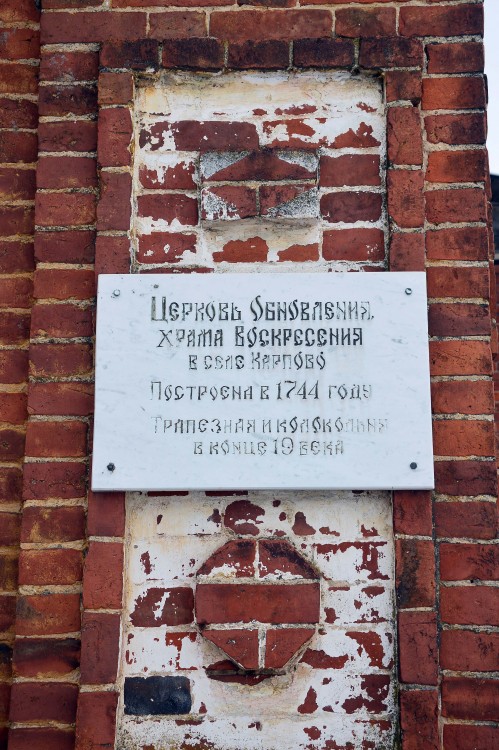 Церковь Обновления
храма Воскресения
в селе Карпово
Построена в 1744 году
Трапезная и колокольня
в конце 19 века